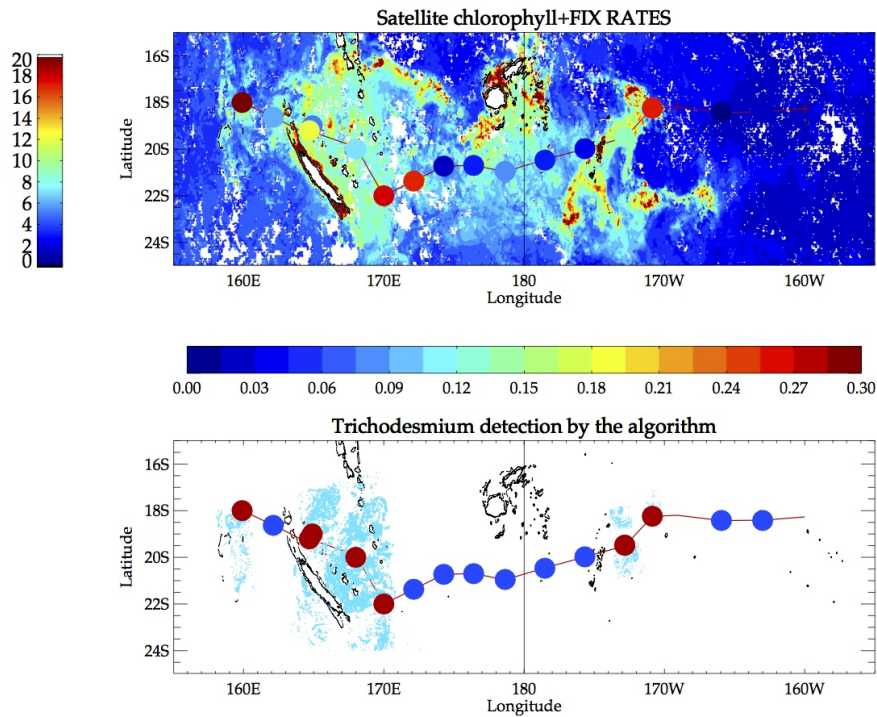 Satellite chlorophyll+FIX RATES
20
18
16
14
12
10
8
6
4
2
0
Latitude
16S
18S
20S
22S
24S
160E 170E 180 170W 160W
Longitude
0.00 0.03 0.06 0.09 0.12 0.15 0.18 0.21 0.24 0.27 0.30
Trichodesmium detection by the algorithm
Latitude
16S
18S
20S
22S
24S
160E 170E 180 170W 160W
Longitude